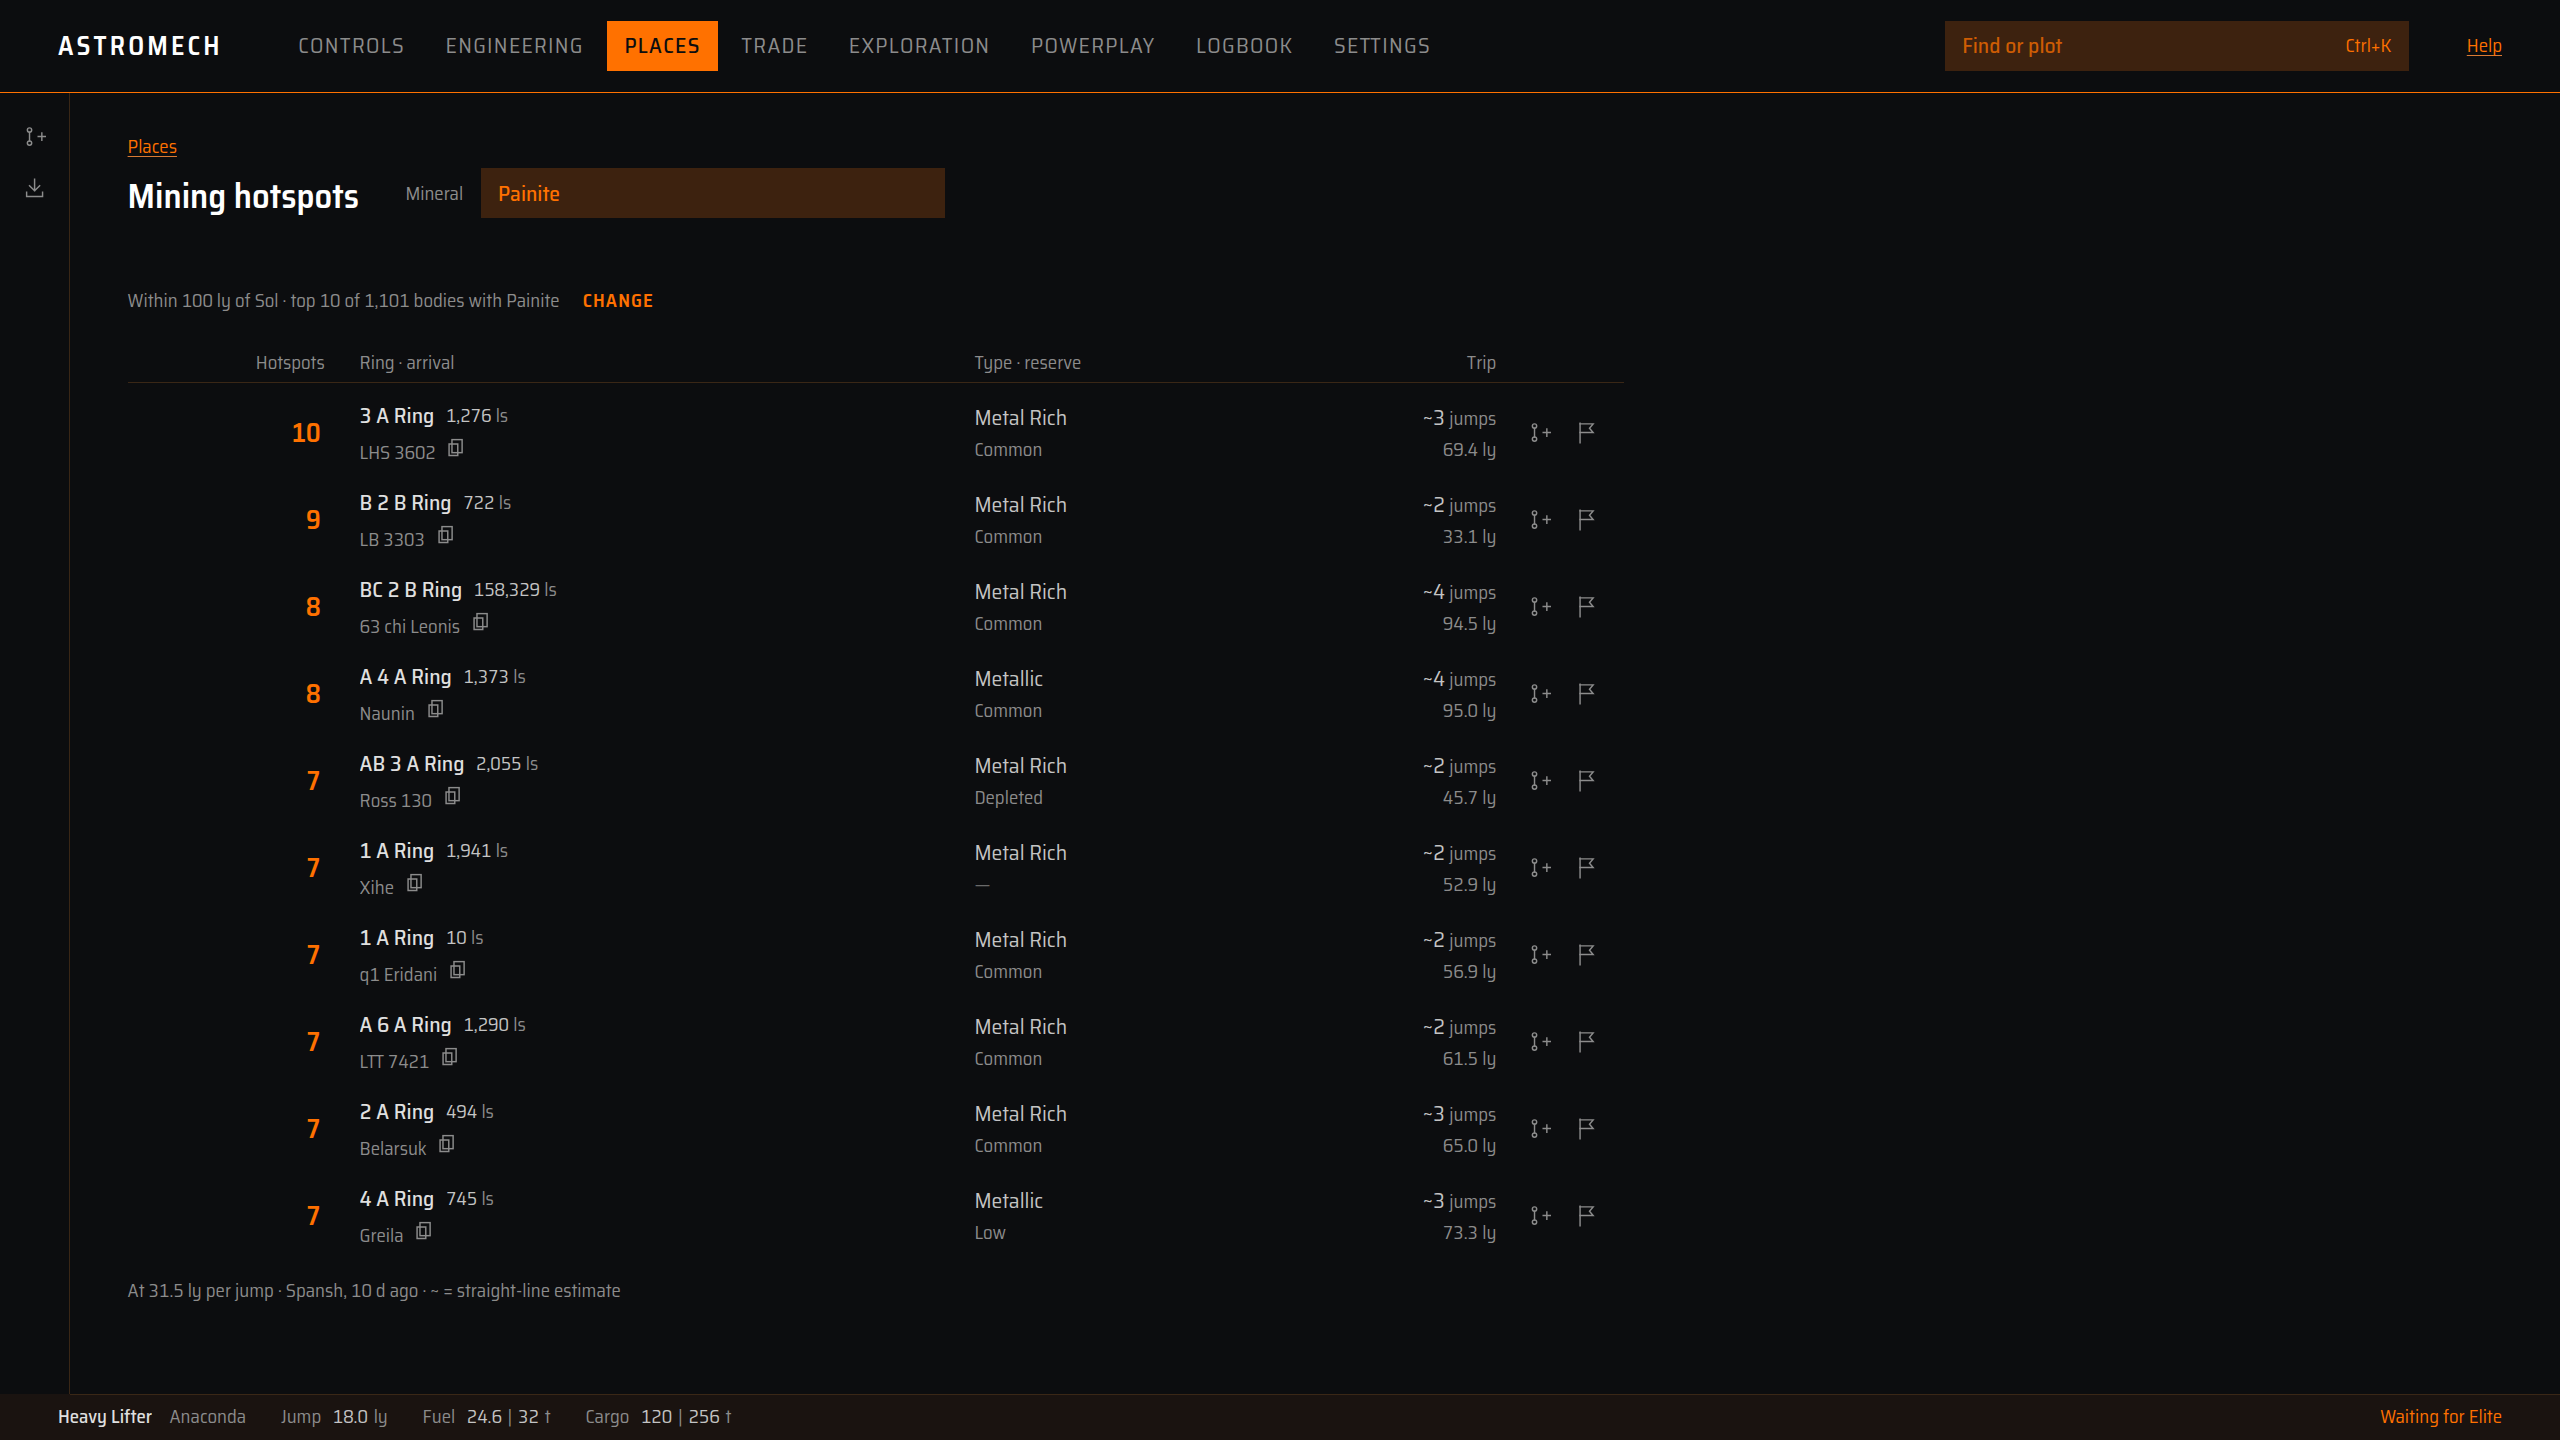 ASTROMECH CONTROLS ENGINEERING PLACES TRADE EXPLORATION POWERPLAY LOGBOOK SETTINGS Find or plot Ctrl+K Help
Places
Mining hotspots Mineral Painite
Within 100 ly of Sol · top 10 of 1,101 bodies with Painite CHANGE
Hotspots Ring · arrival Type · reserve Trip
10 3 A Ring 1,276 ls Metal Rich ~3 jumps
LHS 3602 Common 69.4 ly
9 B 2 B Ring 722 ls Metal Rich ~2 jumps
LB 3303 Common 33.1 ly
8 BC 2 B Ring 158,329 ls Metal Rich ~4 jumps
63 chi Leonis Common 94.5 ly
8 A 4 A Ring 1,373 ls Metallic ~4 jumps
Naunin Common 95.0 ly
7 AB 3 A Ring 2,055 ls Metal Rich ~2 jumps
Ross 130 Depleted 45.7 ly
7 1 A Ring 1,941 ls Metal Rich ~2 jumps
Xihe — 52.9 ly
7 1 A Ring 10 ls Metal Rich ~2 jumps
q1 Eridani Common 56.9 ly
7 A 6 A Ring 1,290 ls Metal Rich ~2 jumps
LTT 7421 Common 61.5 ly
7 2 A Ring 494 ls Metal Rich ~3 jumps
Belarsuk Common 65.0 ly
7 4 A Ring 745 ls Metallic ~3 jumps
Greila Low 73.3 ly
At 31.5 ly per jump · Spansh, 10 d ago · ~ = straight-line estimate
Heavy Lifter Anaconda Jump 18.0 ly Fuel 24.6 | 32 t Cargo 120 | 256 t Waiting for Elite